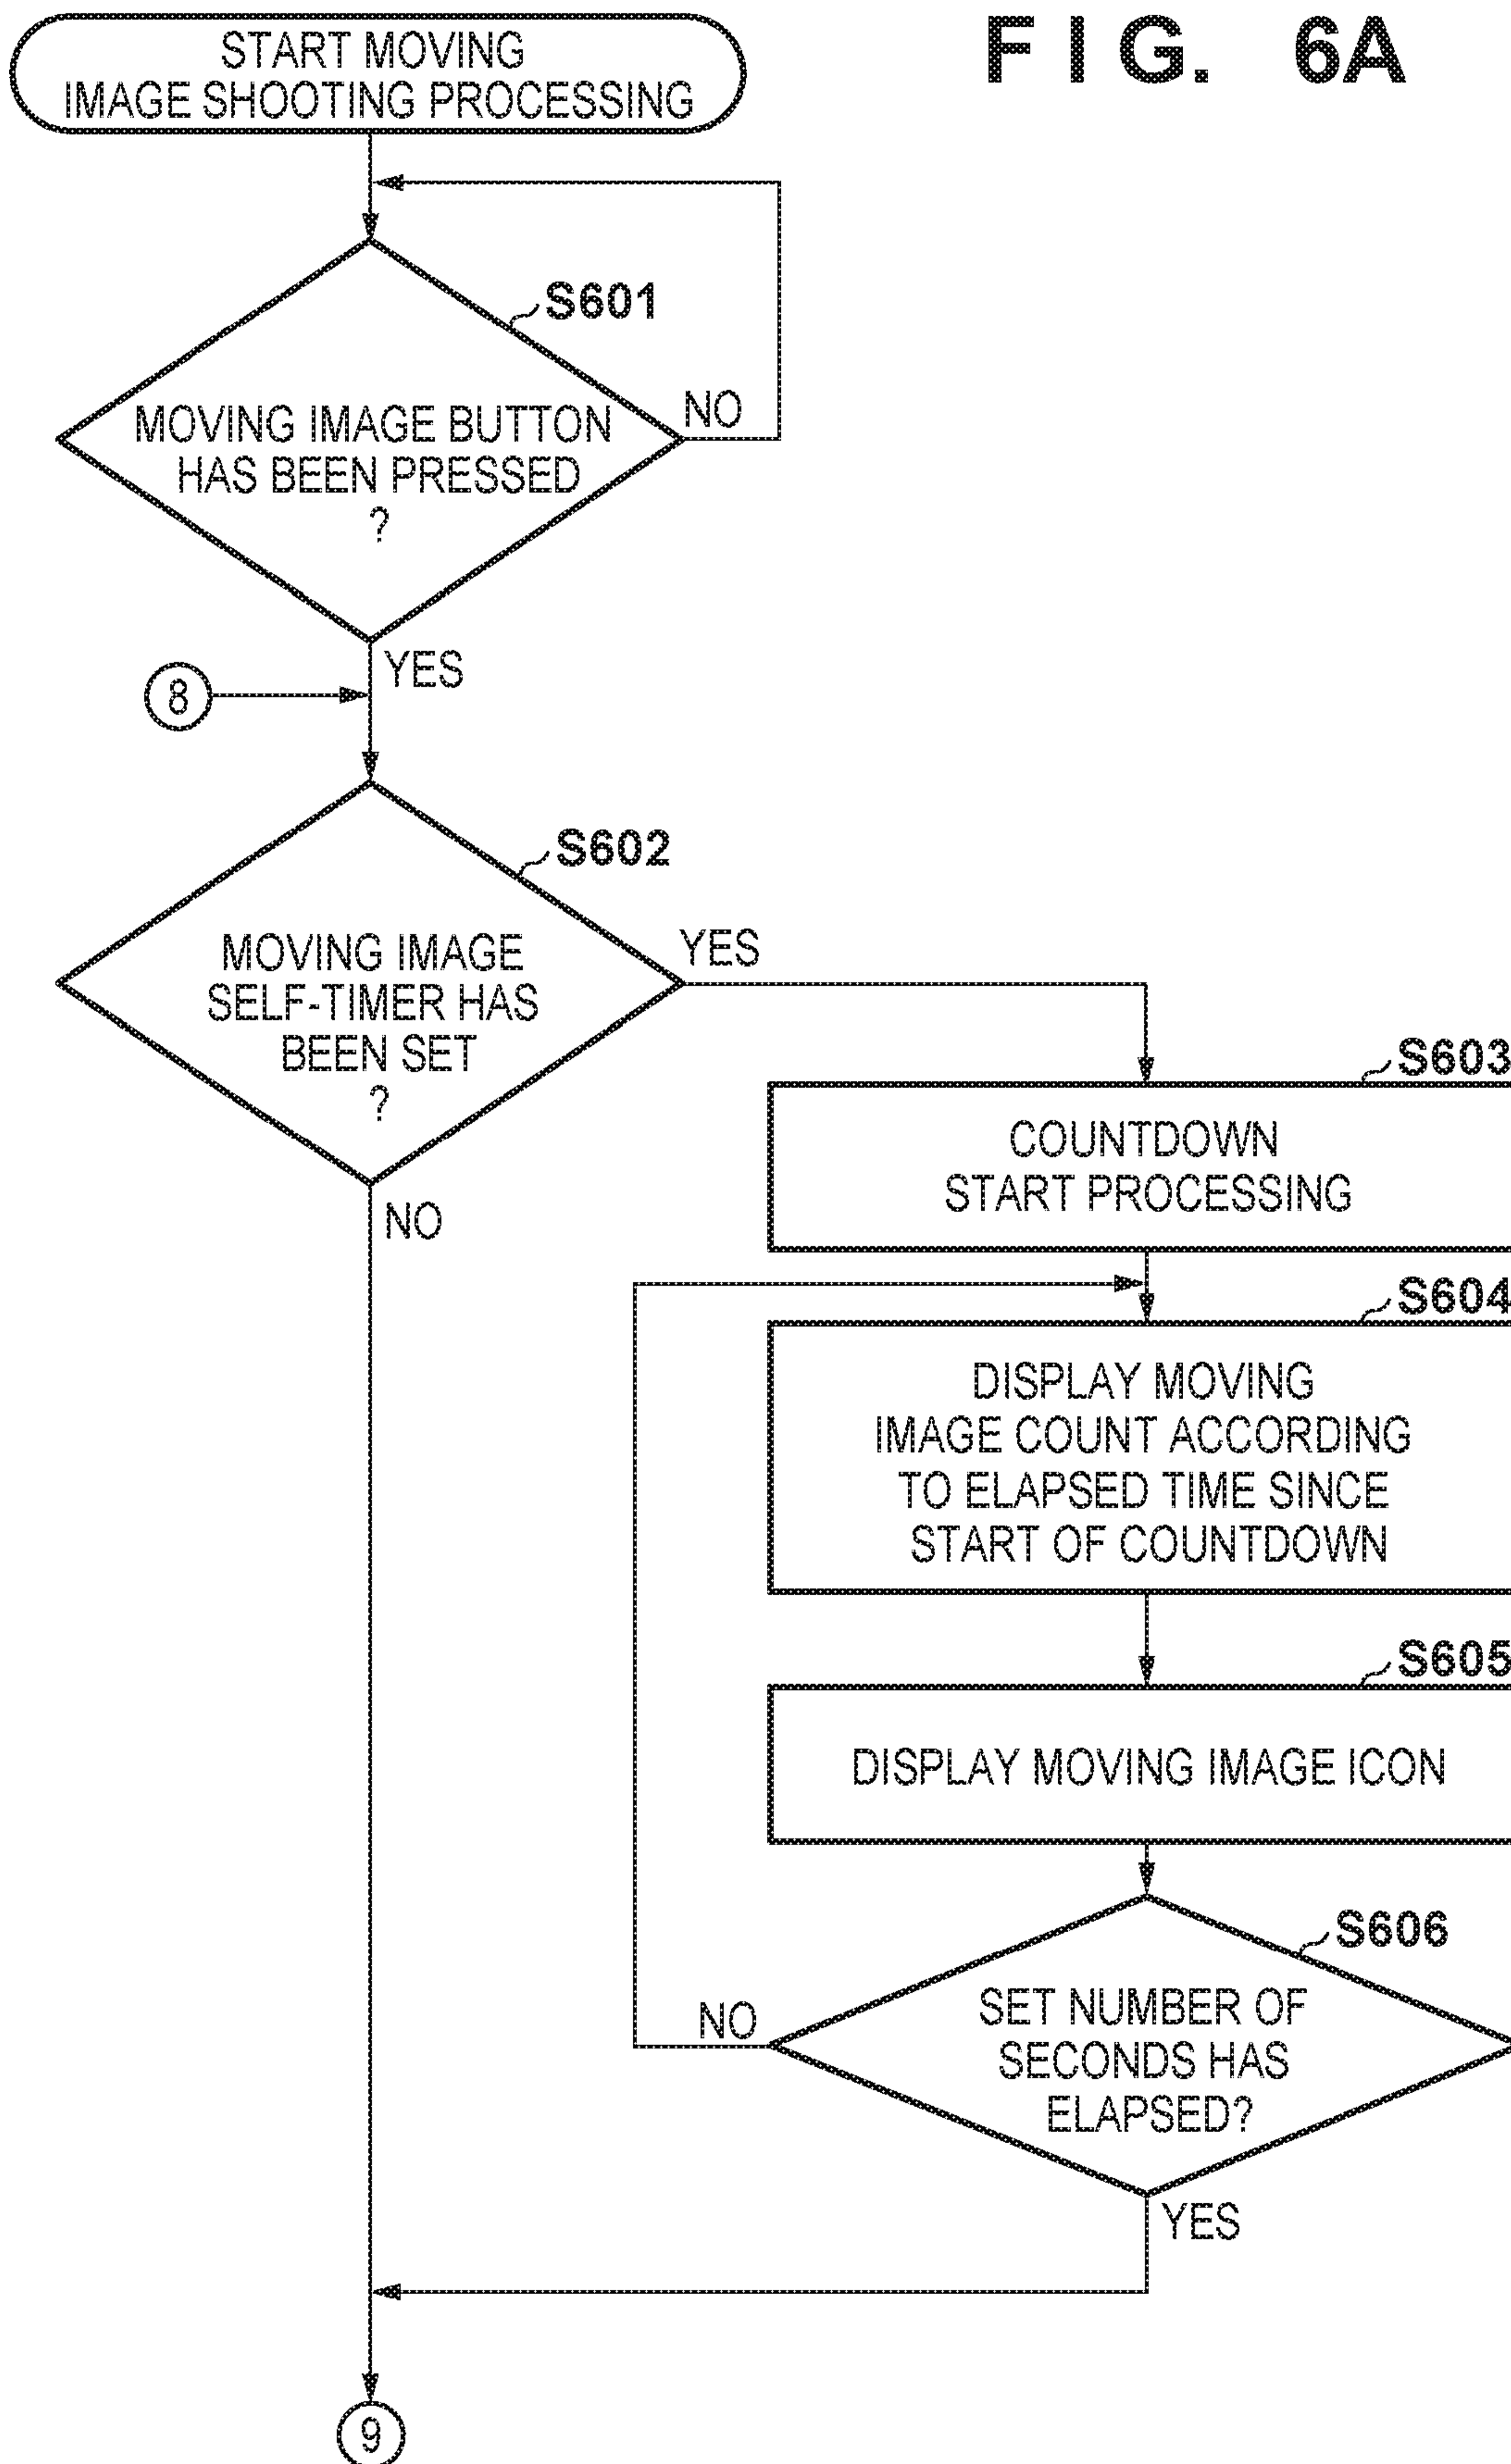 FIG. 6A
START MOVING
IMAGE SHOOTING PROCESSING
S601
MOVING IMAGE BUTTON
HAS BEEN PRESSED
?
NO
YES
8
S602
MOVING IMAGE
SELF-TIMER HAS
BEEN SET
?
YES
NO
S603
COUNTDOWN
START PROCESSING
S604
DISPLAY MOVING
IMAGE COUNT ACCORDING
TO ELAPSED TIME SINCE
START OF COUNTDOWN
S605
DISPLAY MOVING IMAGE ICON
S606
SET NUMBER OF
SECONDS HAS
ELAPSED?
NO
YES
9